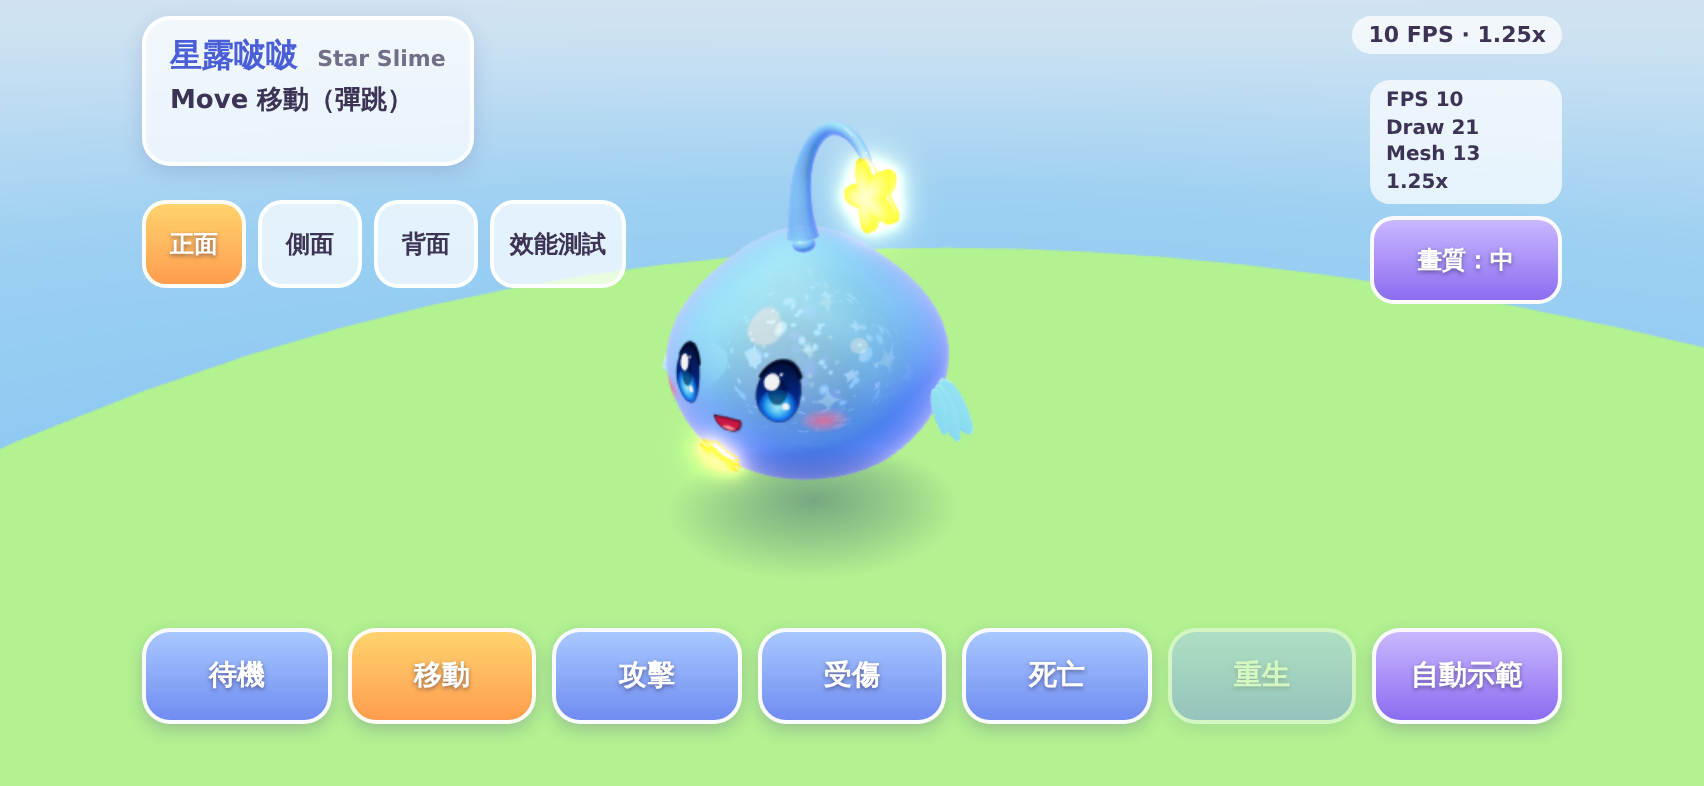 星露啵啵 Star Slime
Move 移動（彈跳）
10 FPS · 1.25x
FPS 10
Draw 21
Mesh 13
1.25x
正面
側面
背面
效能測試
畫質：中
待機
移動
攻擊
受傷
死亡
重生
自動示範